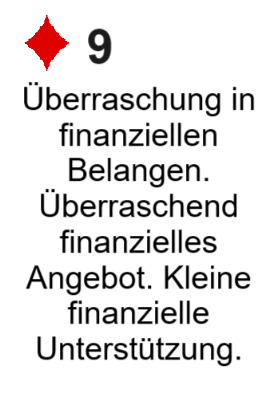 9
Überraschung in
finanziellen
Belangen.
Überraschend
finanzielles
Angebot. Kleine
finanzielle
Unterstützung.